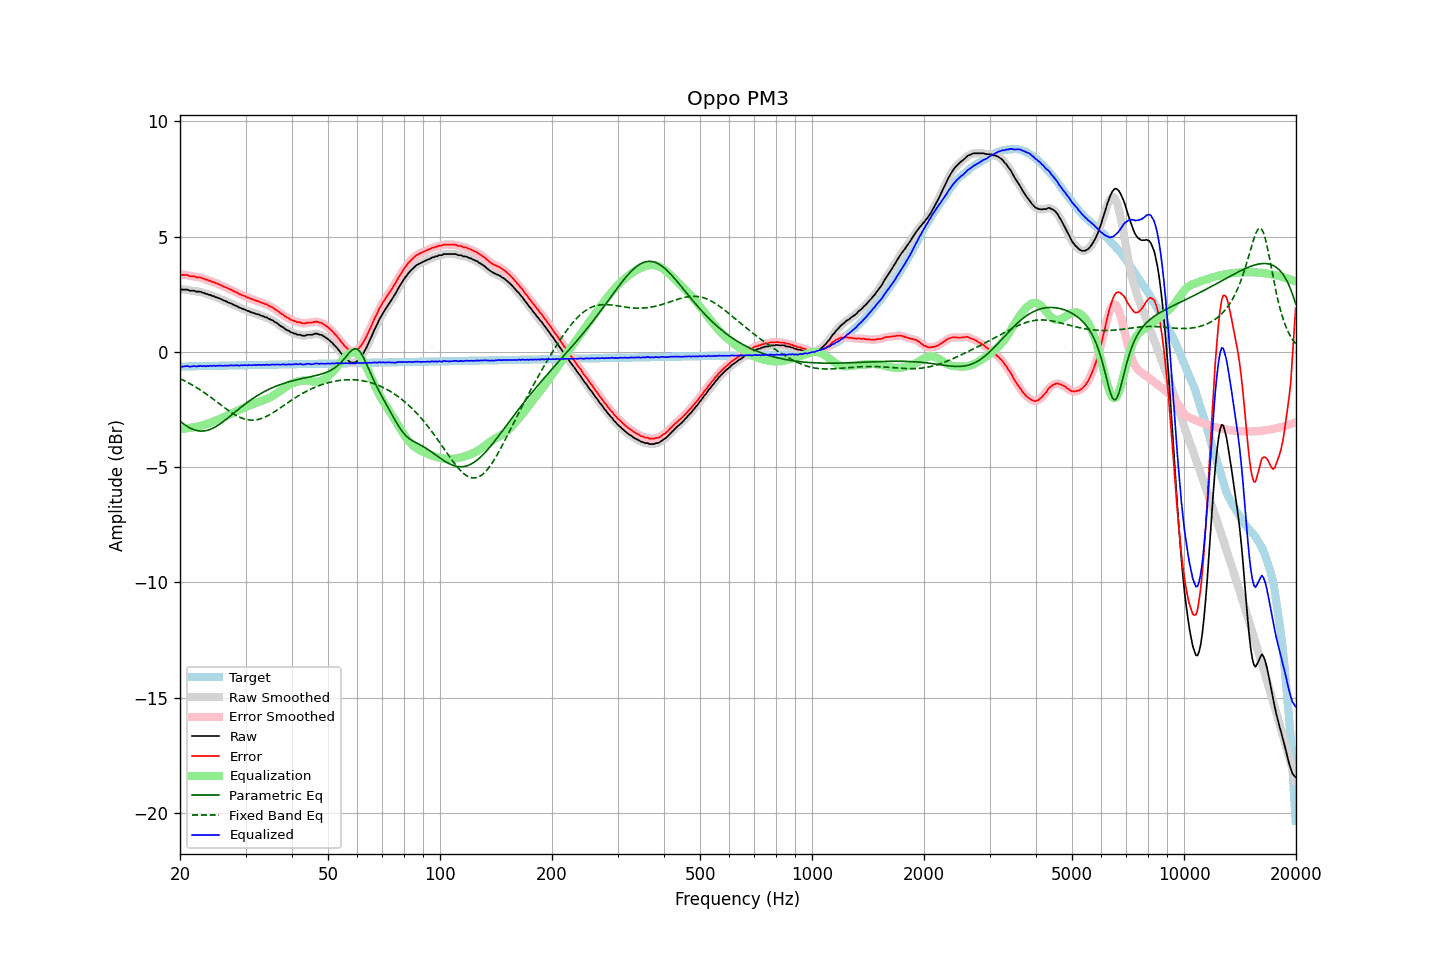 Oppo PM3
10
5
0
−5
−10
−15
−20
Amplitude (dBr)
Target
Raw Smoothed
Error Smoothed
Raw
Error
Equalization
Parametric Eq
Fixed Band Eq
Equalized
20 50 100 200 500 1000 2000 5000 10000 20000
Frequency (Hz)